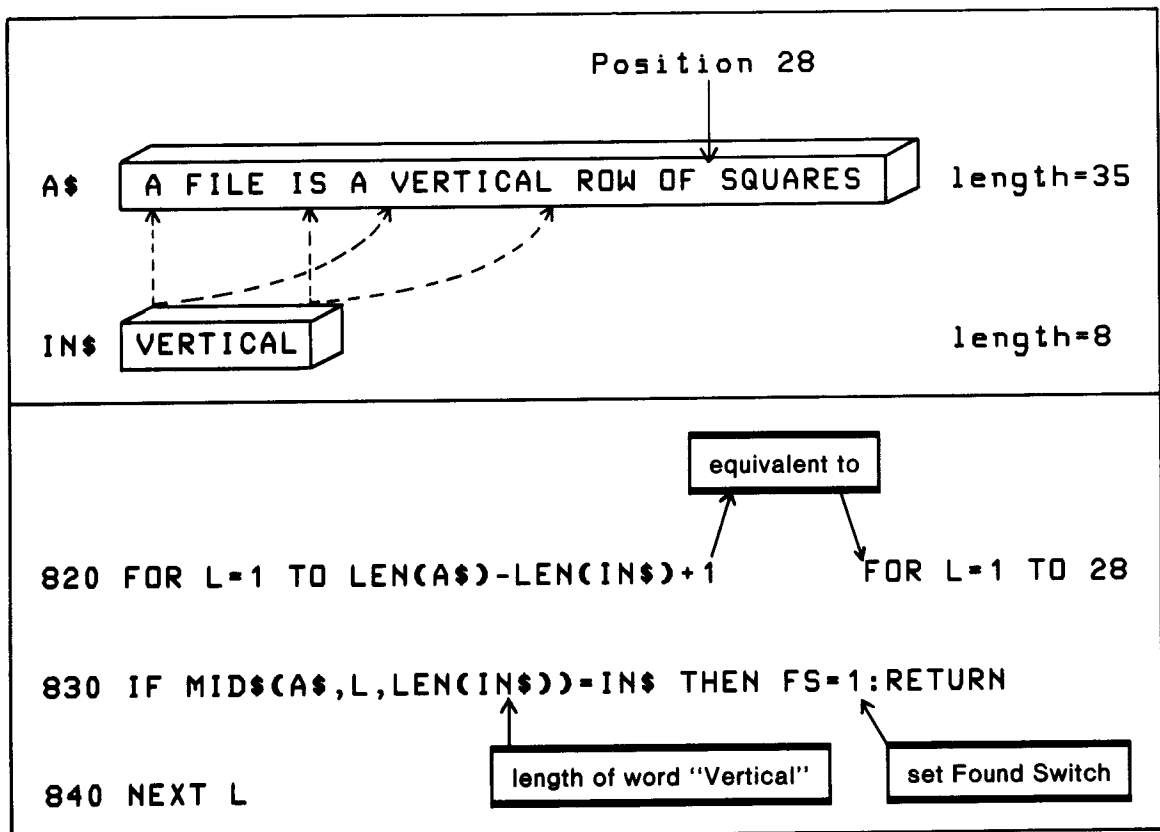 Position 28
A$ A FILE IS A VERTICAL ROW OF SQUARES length=35
IN$ VERTICAL length=8
equivalent to
820 FOR L=1 TO LEN(A$)-LEN(IN$)+1 FOR L=1 TO 28
830 IF MID$(A$,L,LEN(IN$))=IN$ THEN FS=1:RETURN
length of word "Vertical" set Found Switch
840 NEXT L